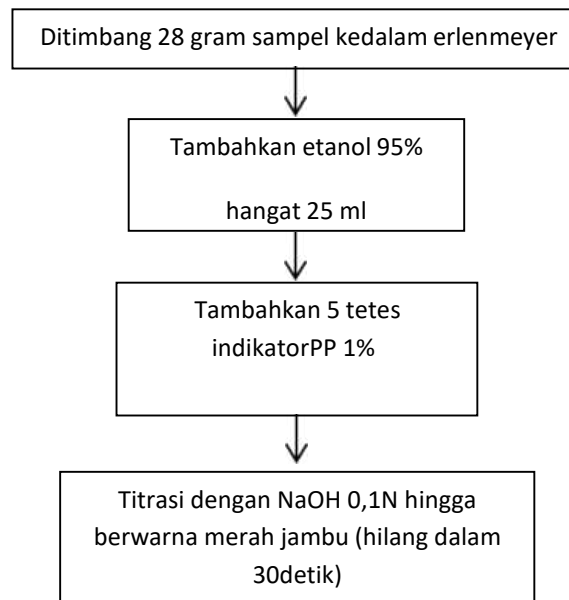 Ditimbang 28 gram sampel kedalam erlenmeyer
Tambahkan etanol 95%
hangat 25 ml
Tambahkan 5 tetes
indikatorPP 1%
Titrasi dengan NaOH 0,1N hingga
berwarna merah jambu (hilang dalam
30detik)